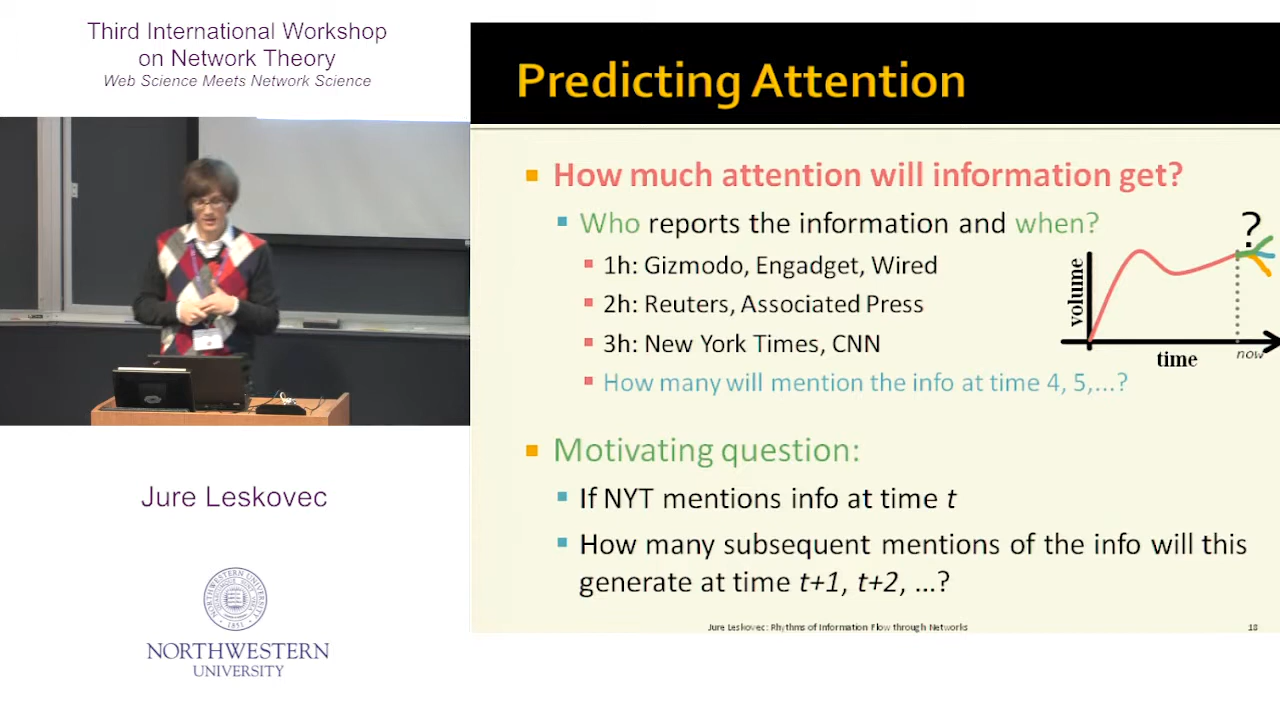 Third International Workshop
on Network Theory
Web Science Meets Network Science
Jure Leskovec
NORTHWESTERN
UNIVERSITY
Predicting Attention
How much attention will information get?
Who reports the information and when?
1h: Gizmodo, Engadget, Wired
2h: Reuters, Associated Press
3h: New York Times, CNN
How many will mention the info at time 4, 5,...?
?
volume
time
now
Motivating question:
If NYT mentions info at time t
How many subsequent mentions of the info will this
generate at time t+1, t+2, ...?
Jure Leskovec: Rhythms of Information Flow through Networks
18